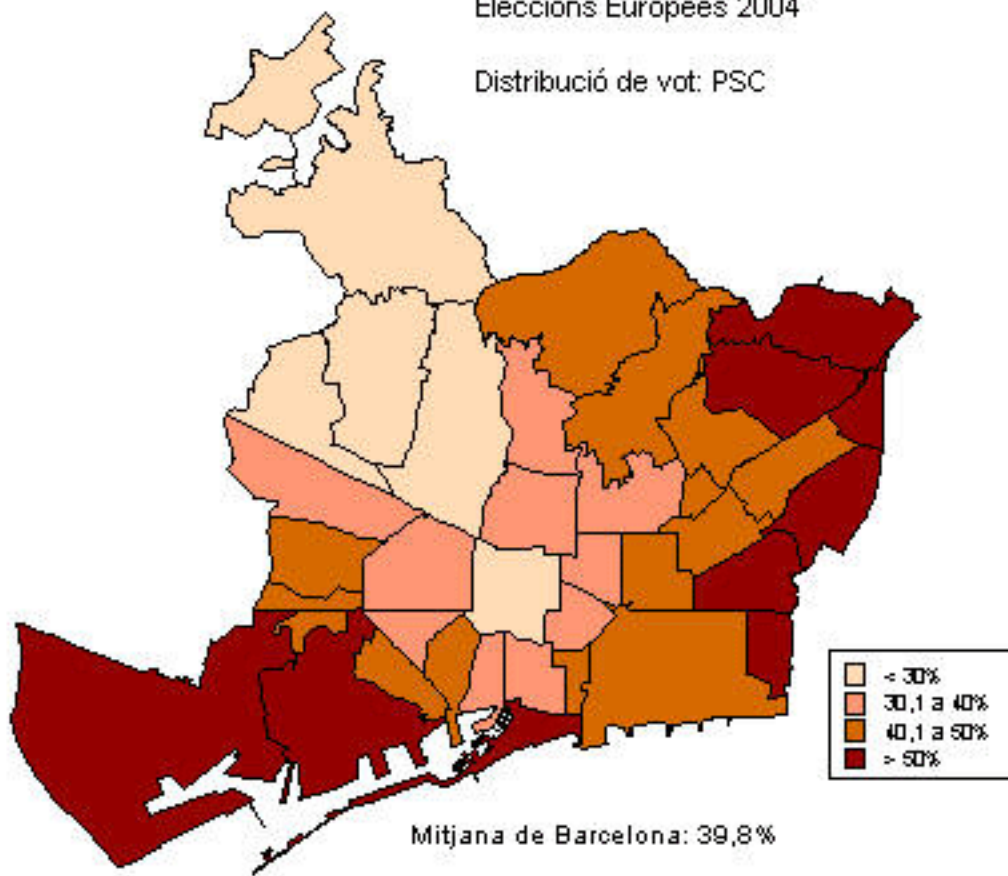 Eleccions Europees 2004
Distribució de vot: PSC
< 30%
30,1 a 40%
40,1 a 50%
> 50%
Mitjana de Barcelona: 39,8%